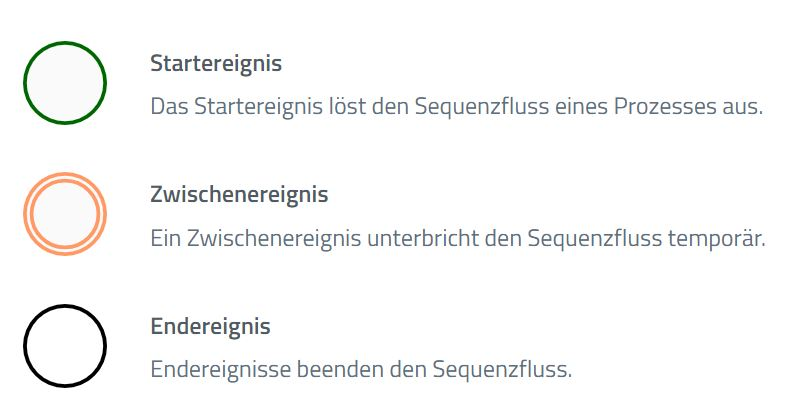 Startereignis
Das Startereignis löst den Sequenzfluss eines Prozesses aus.
Zwischenereignis
Ein Zwischenereignis unterbricht den Sequenzfluss temporär.
Endereignis
Endereignisse beenden den Sequenzfluss.